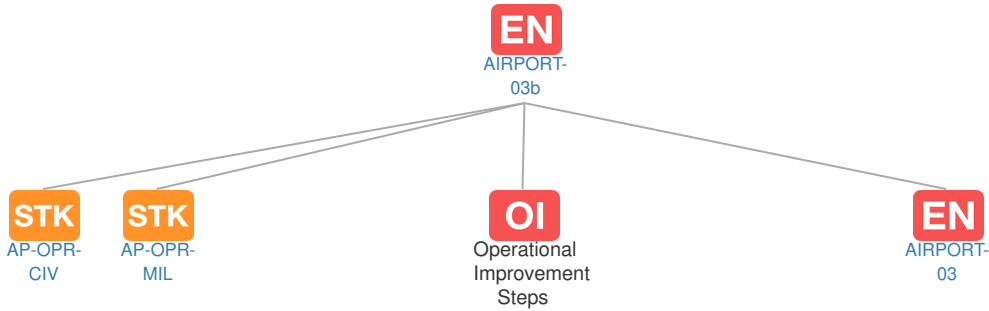 EN
AIRPORT-
03b
STK
AP-OPR-
CIV
STK
AP-OPR-
MIL
OI
Operational
Improvement
Steps
EN
AIRPORT-
03